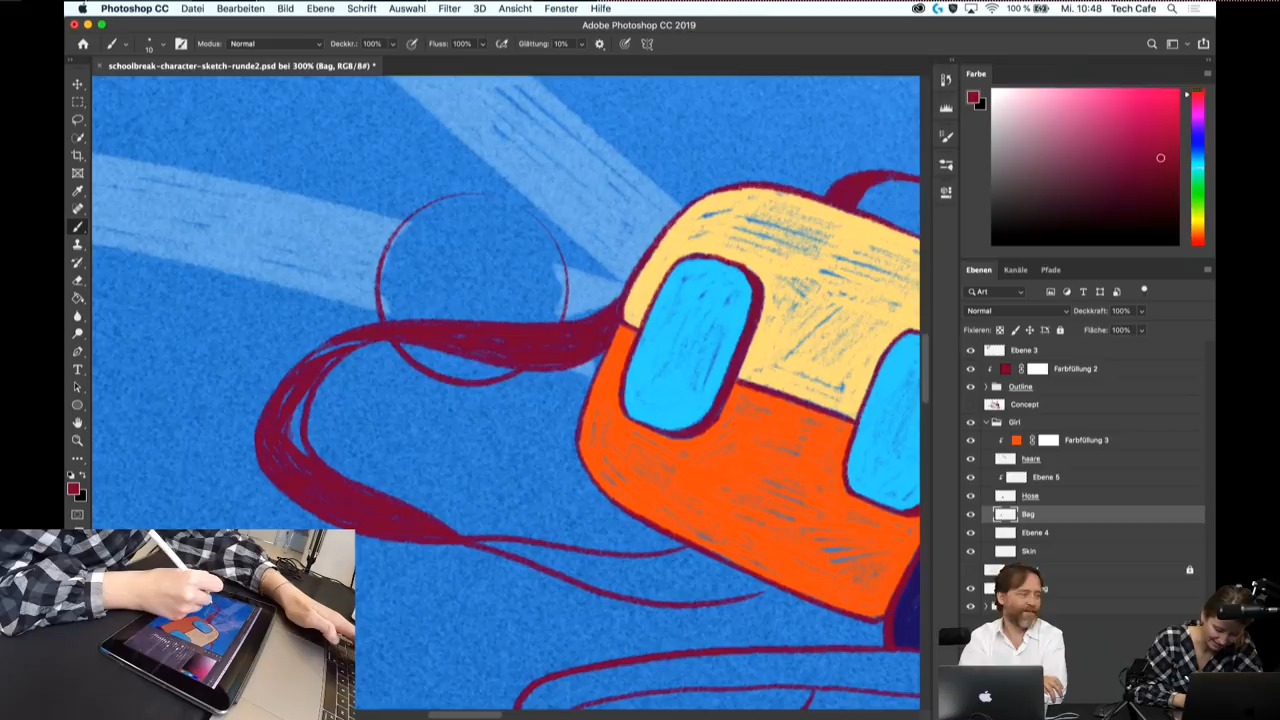 Photoshop CC Datei Bearbeiten Bild Ebene Schrift Auswahl Filter 3D Ansicht Fenster Hilfe 100 % Mi. 10:48 Tech Cafe
Adobe Photoshop CC 2019
10 Modus: Normal Deckkr.: 100% Fluss: 100% Glättung: 10%
schoolbreak-character-sketch-runde2.psd bei 300% (Bag, RGB/8#) *
Farbe
Ebenen Kanäle Pfade
Art
Normal Deckkraft: 100%
Fixieren: Fläche: 100%
Ebene 3
Farbfüllung 2
Outline
Concept
Girl
Farbfüllung 3
haare
Ebene 5
Hose
Bag
Ebene 4
Skin